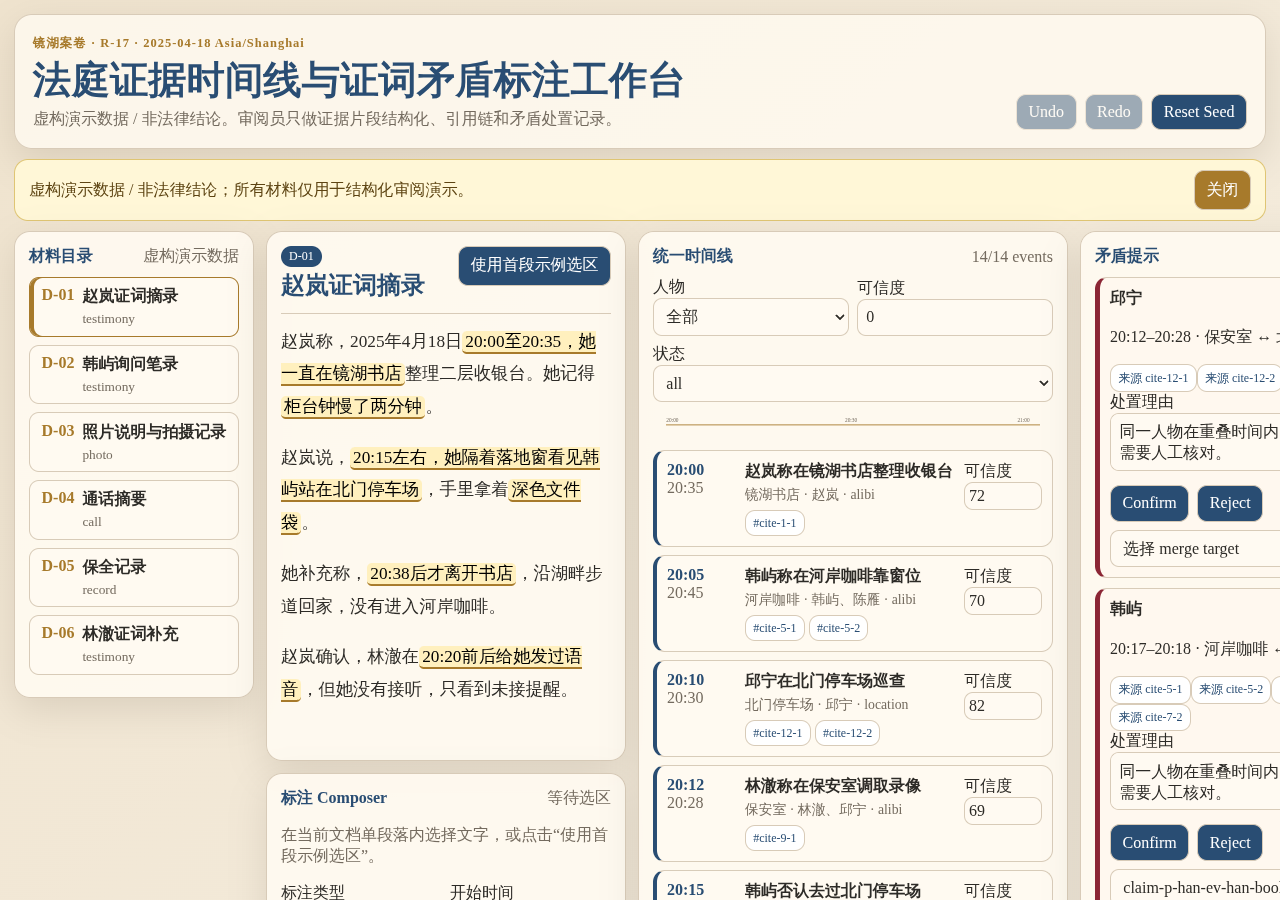 镜湖案卷 · R-17 · 2025-04-18 Asia/Shanghai
法庭证据时间线与证词矛盾标注工作台
虚构演示数据 / 非法律结论。审阅员只做证据片段结构化、引用链和矛盾处置记录。
Undo
Redo
Reset Seed
虚构演示数据 / 非法律结论；所有材料仅用于结构化审阅演示。
关闭
材料目录
虚构演示数据
D-01 赵岚证词摘录
testimony
D-02 韩屿询问笔录
testimony
D-03 照片说明与拍摄记录
photo
D-04 通话摘要
call
D-05 保全记录
record
D-06 林澈证词补充
testimony
D-01
赵岚证词摘录
使用首段示例选区
赵岚称，2025年4月18日20:00至20:35，她
一直在镜湖书店整理二层收银台。她记得
柜台钟慢了两分钟。
赵岚说，20:15左右，她隔着落地窗看见韩
屿站在北门停车场，手里拿着深色文件
袋。
她补充称，20:38后才离开书店，沿湖畔步
道回家，没有进入河岸咖啡。
赵岚确认，林澈在20:20前后给她发过语
音，但她没有接听，只看到未接提醒。
标注 Composer
等待选区
在当前文档单段落内选择文字，或点击“使用首
段示例选区”。
标注类型
开始时间
统一时间线
14/14 events
人物
可信度
全部
0
状态
all
20:00
20:30
21:00
20:00
20:35
赵岚称在镜湖书店整理收银台
镜湖书店 · 赵岚 · alibi
#cite-1-1
可信度
72
20:05
20:45
韩屿称在河岸咖啡靠窗位
河岸咖啡 · 韩屿、陈雁 · alibi
#cite-5-1
#cite-5-2
可信度
70
20:10
20:30
邱宁在北门停车场巡查
北门停车场 · 邱宁 · location
#cite-12-1
#cite-12-2
可信度
82
20:12
20:28
林澈称在保安室调取录像
保安室 · 林澈、邱宁 · alibi
#cite-9-1
可信度
69
20:15
韩屿否认去过北门停车场
可信度
矛盾提示
邱宁
20:12–20:28 · 保安室 ↔
来源 cite-12-1
来源 cite-12-2
处置理由
同一人物在重叠时间内
需要人工核对。
Confirm
Reject
选择 merge target
韩屿
20:17–20:18 · 河岸咖啡
来源 cite-5-1
来源 cite-5-2
来源 cite-7-2
处置理由
同一人物在重叠时间内
需要人工核对。
Confirm
Reject
claim-p-han-ev-han-boo